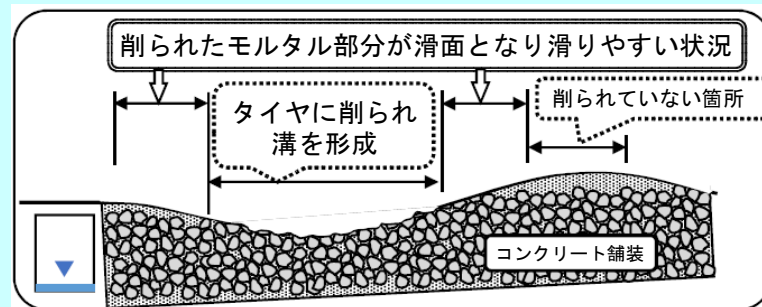 削られたモルタル部分が滑面となり滑りやすい状況
タイヤに削られ
溝を形成
削られていない箇所
コンクリート舗装